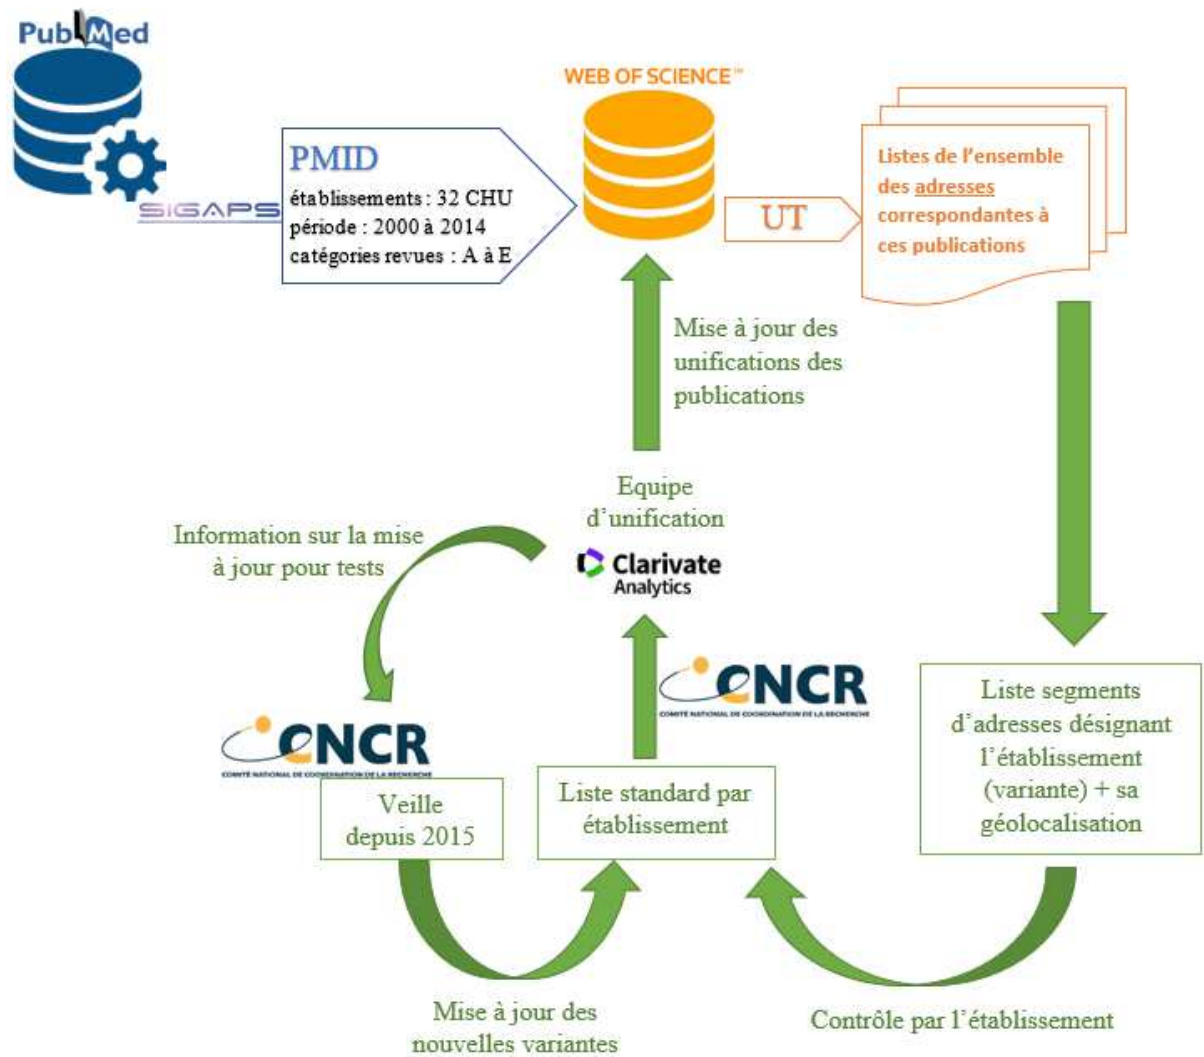 PubMed
WEB OF SCIENCE™
SIGAPS
PMID
établissements : 32 CHU
période : 2000 à 2014
catégories revues : A à E
UT
Listes de l'ensemble
des adresses
correspondantes à
ces publications
Mise à jour des
unifications des
publications
Equipe
d'unification
Clarivate
Analytics
Information sur la mise
à jour pour tests
CNCR
COMITÉ NATIONAL DE COORDINATION DE LA RECHERCHE
CNCR
COMITÉ NATIONAL DE COORDINATION DE LA RECHERCHE
Liste segments
d'adresses désignant
l'établissement
(variante) + sa
géolocalisation
Veille
depuis 2015
Liste standard par
établissement
Mise à jour des
nouvelles variantes
Contrôle par l'établissement